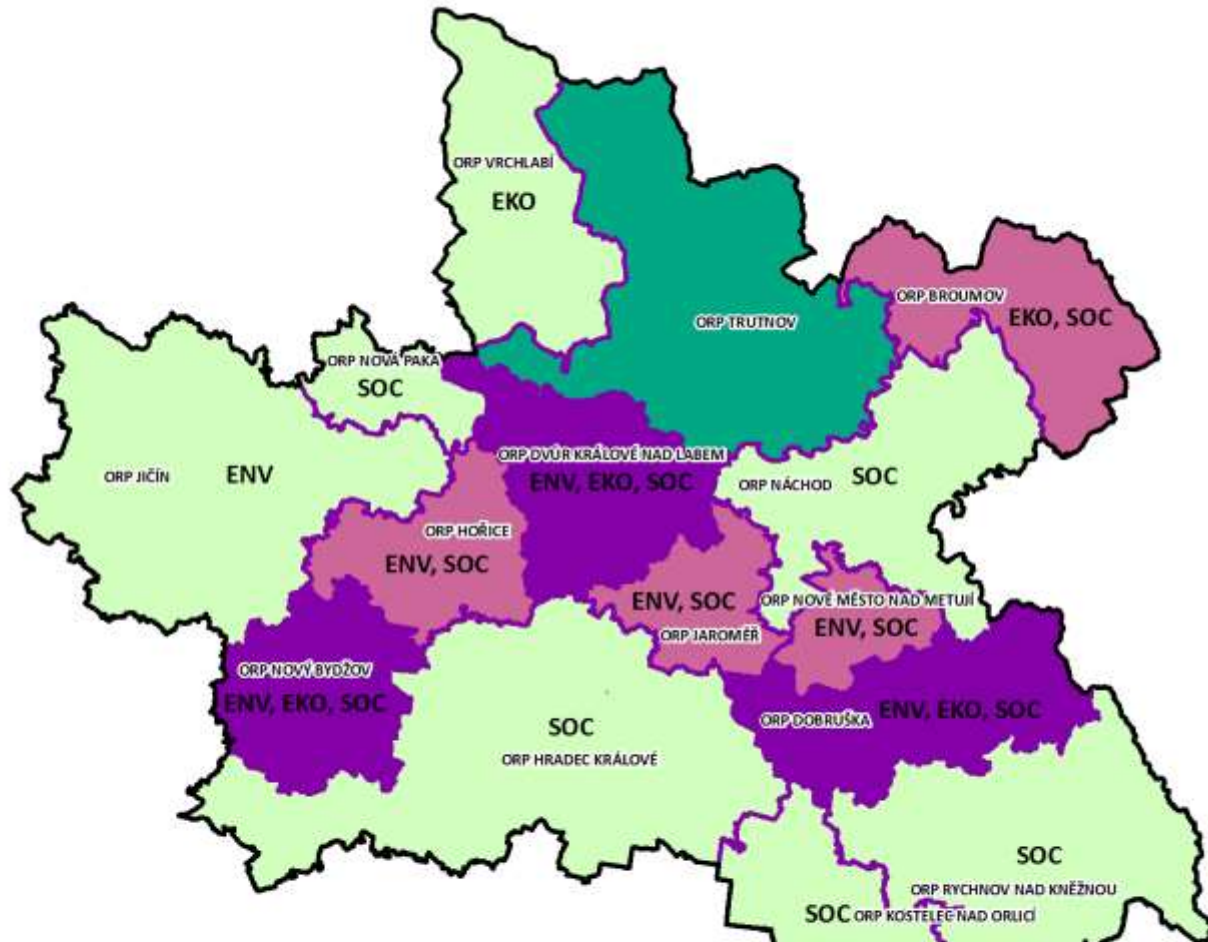 ORP VRCHLABÍ
EKO
ORP BROUMOV
EKO, SOC
ORP TRUTNOV
ORP NOVÁ PAKA
SOC
ORP JIČÍN
ENV
ORP DVŮR KRÁLOVÉ NAD LABEM
ENV, EKO, SOC
ORP NÁCHOD
SOC
ORP HOŘICE
ENV, SOC
ENV, SOC
ORP JAROMĚŘ
ORP NOVÉ MĚSTO NAD METUJÍ
ENV, SOC
ORP NOVÝ BYDŽOV
ENV, EKO, SOC
ORP DOBRUŠKA
ENV, EKO, SOC
SOC
ORP HRADEC KRÁLOVÉ
SOC
ORP RYCHNOV NAD KNĚŽNOU
SOC
ORP KOSTELEC NAD ORLICÍ